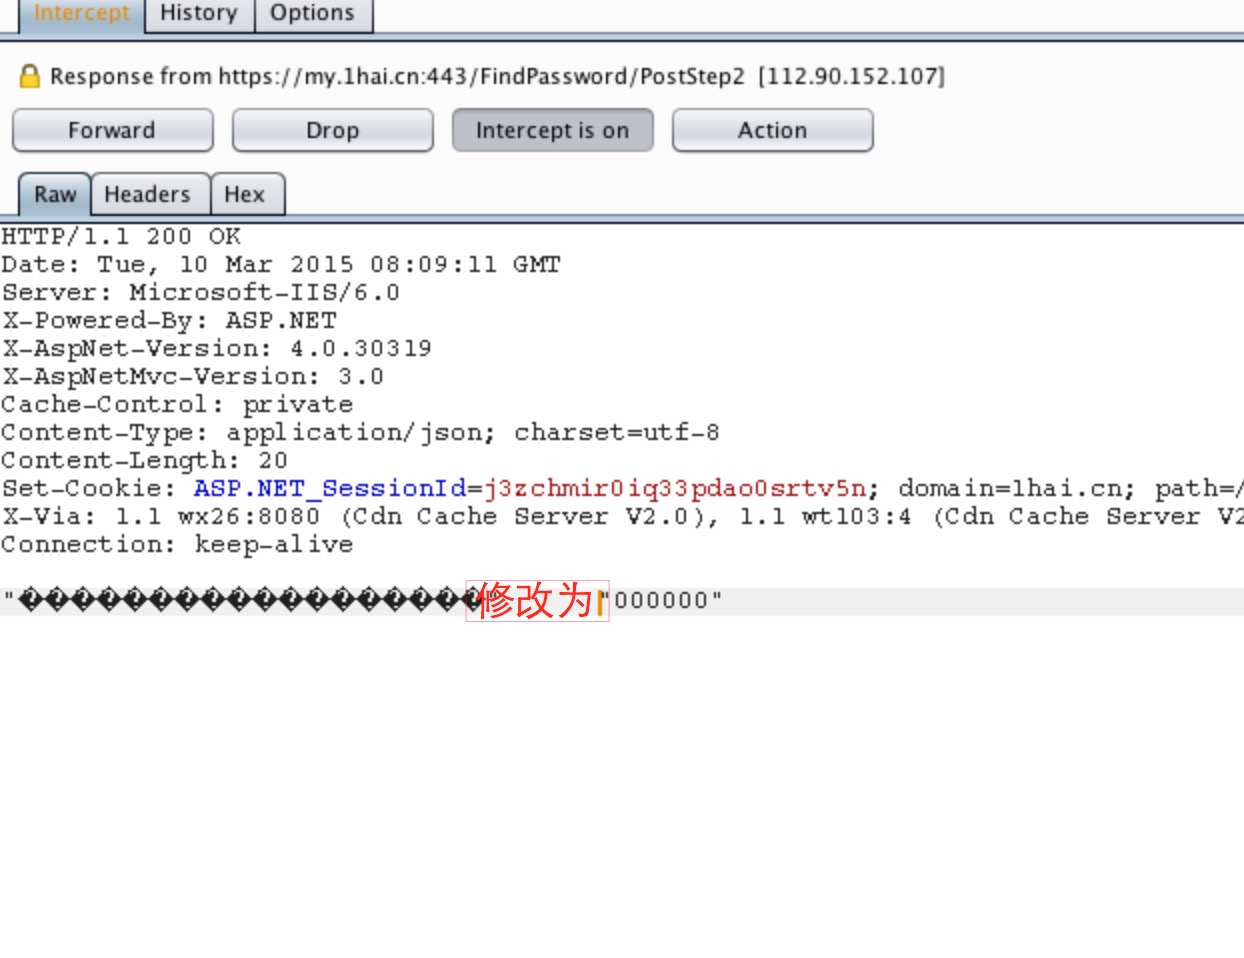 Intercept History Options
Response from https://my.1hai.cn:443/FindPassword/PostStep2 [112.90.152.107]
Forward Drop Intercept is on Action
Raw Headers Hex
HTTP/1.1 200 OK
Date: Tue, 10 Mar 2015 08:09:11 GMT
Server: Microsoft-IIS/6.0
X-Powered-By: ASP.NET
X-AspNet-Version: 4.0.30319
X-AspNetMvc-Version: 3.0
Cache-Control: private
Content-Type: application/json; charset=utf-8
Content-Length: 20
Set-Cookie: ASP.NET_SessionId=j3zchmir0iq33pdao0srtv5n; domain=1hai.cn; path=/
X-Via: 1.1 wx26:8080 (Cdn Cache Server V2.0), 1.1 wt103:4 (Cdn Cache Server V2
Connection: keep-alive
"������������������" 修改为 "000000"